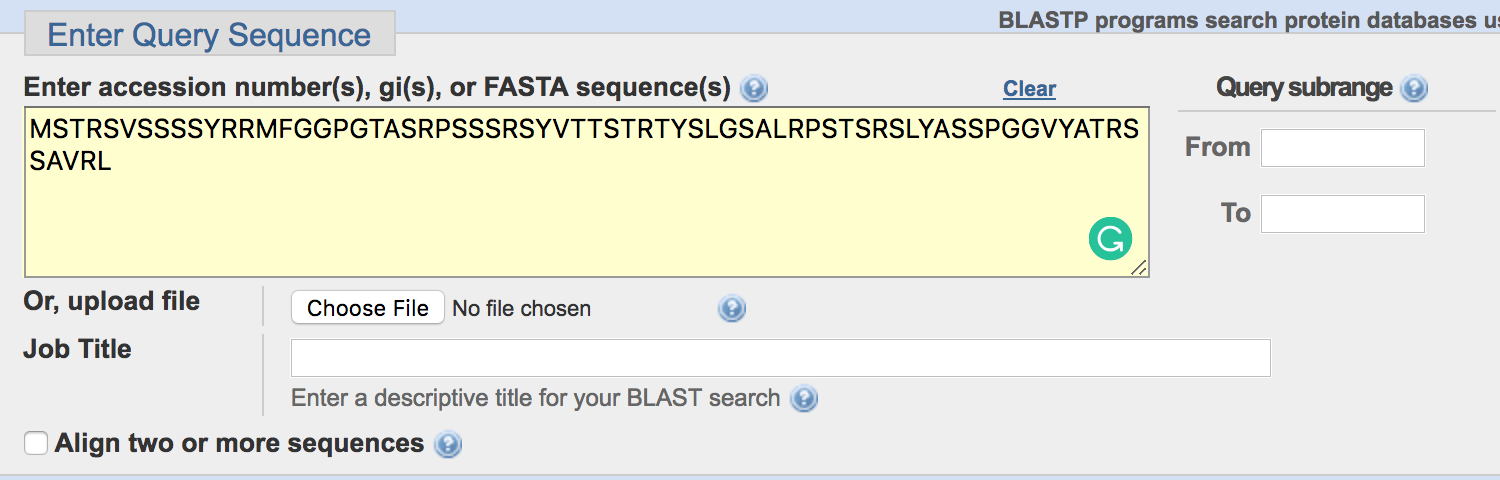 BLASTP programs search protein databases us
Enter Query Sequence
Enter accession number(s), gi(s), or FASTA sequence(s)
Clear
Query subrange
MSTRSVSSSSYRRMFGGPGTASRPSSSRSYVTTSTRTYSLGSALRPSTSRSLYASSPGGVYATRS
SAVRL
From
To
Or, upload file
Choose File No file chosen
Job Title
Enter a descriptive title for your BLAST search
Align two or more sequences